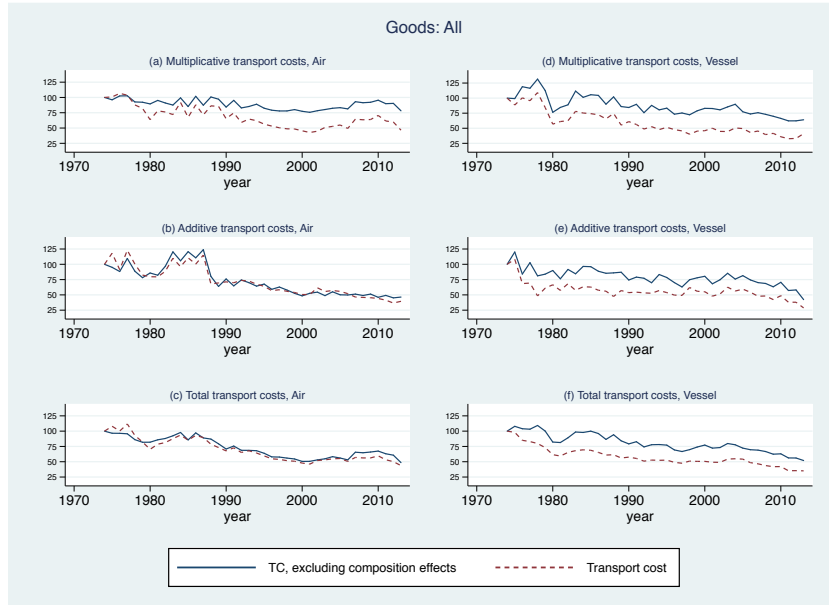 Goods: All
(a) Multiplicative transport costs, Air
125
100
75
50
25
1970 1980 1990 2000 2010
year
(d) Multiplicative transport costs, Vessel
125
100
75
50
25
1970 1980 1990 2000 2010
year
(b) Additive transport costs, Air
125
100
75
50
25
1970 1980 1990 2000 2010
year
(e) Additive transport costs, Vessel
125
100
75
50
25
1970 1980 1990 2000 2010
year
(c) Total transport costs, Air
125
100
75
50
25
1970 1980 1990 2000 2010
year
(f) Total transport costs, Vessel
125
100
75
50
25
1970 1980 1990 2000 2010
year
TC, excluding composition effects Transport cost